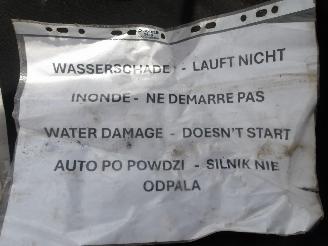 WASSERSCHADE - LAUFT NICHT
INONDE - NE DEMARRE PAS
WATER DAMAGE - DOESN'T START
AUTO PO POWDZI - SILNIK NIE
ODPALA